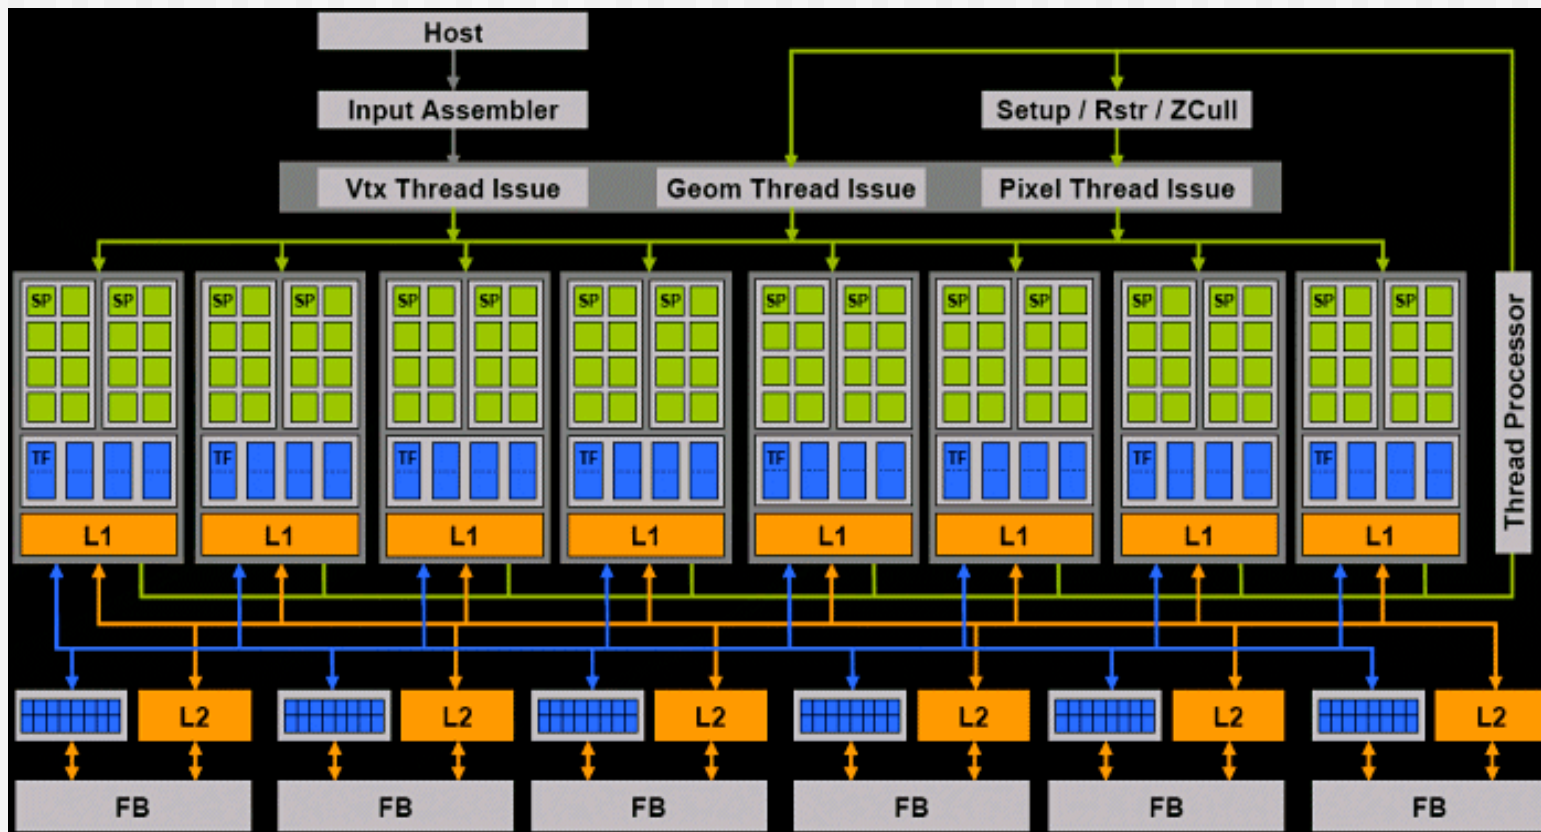 Host
Input Assembler
Setup / Rstr / ZCull
Vtx Thread Issue
Geom Thread Issue
Pixel Thread Issue
SP SP SP SP SP SP SP SP SP SP SP SP SP SP SP SP
TF TF TF TF TF TF TF TF
L1 L1 L1 L1 L1 L1 L1 L1
Thread Processor
L2 L2 L2 L2 L2 L2
FB FB FB FB FB FB